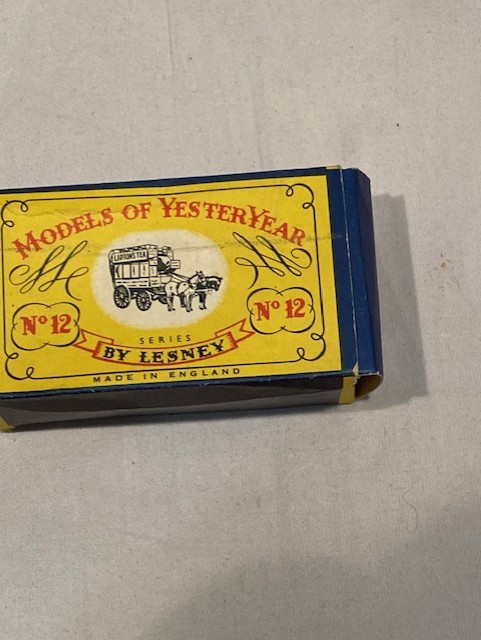 MODELS OF YESTERYEAR
LIPTONS TEA
Nº 12
Nº 12
SERIES
BY LESNEY
MADE IN ENGLAND